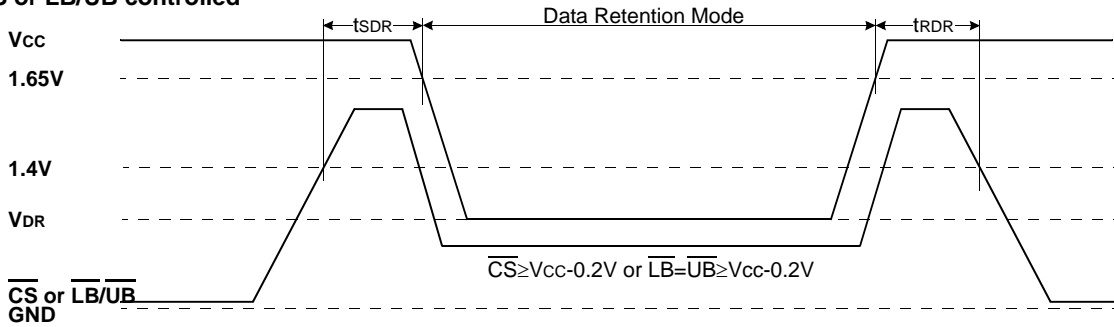 CS or LB/UB controlled
tSDR
Data Retention Mode
tRDR
VCC
1.65V
1.4V
VDR
CS≥VCC-0.2V or LB=UB≥Vcc-0.2V
CS or LB/UB
GND